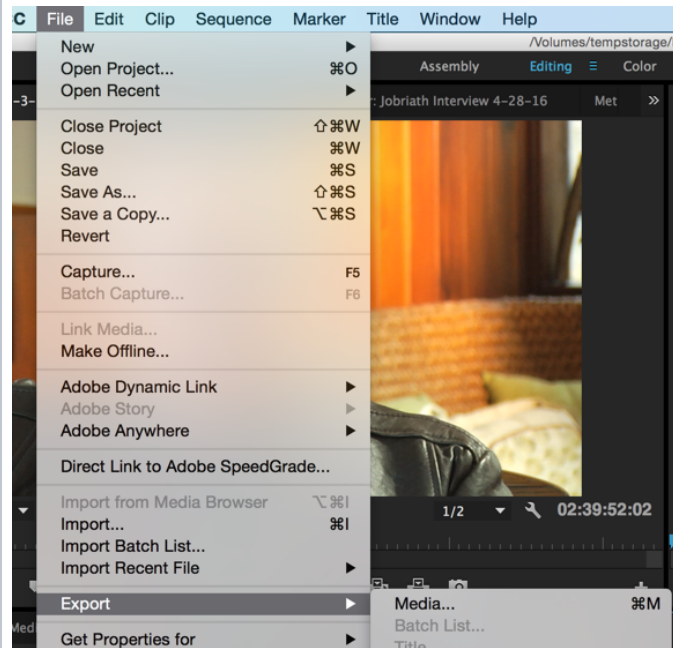 C File Edit Clip Sequence Marker Title Window Help
/Volumes/tempstorage/
Assembly Editing Color
-3-
: Jobriath Interview 4-28-16 Met »
New
Open Project... ⌘O
Open Recent
Close Project ⇧⌘W
Close ⌘W
Save ⌘S
Save As... ⇧⌘S
Save a Copy... ⌥⌘S
Revert
Capture... F5
Batch Capture... F6
Link Media...
Make Offline...
Adobe Dynamic Link
Adobe Story
Adobe Anywhere
Direct Link to Adobe SpeedGrade...
Import from Media Browser ⌥⌘I
1/2 02:39:52:02
Import... ⌘I
Import Batch List...
Import Recent File
Export
Media... ⌘M
Med
Batch List...
Get Properties for
Title